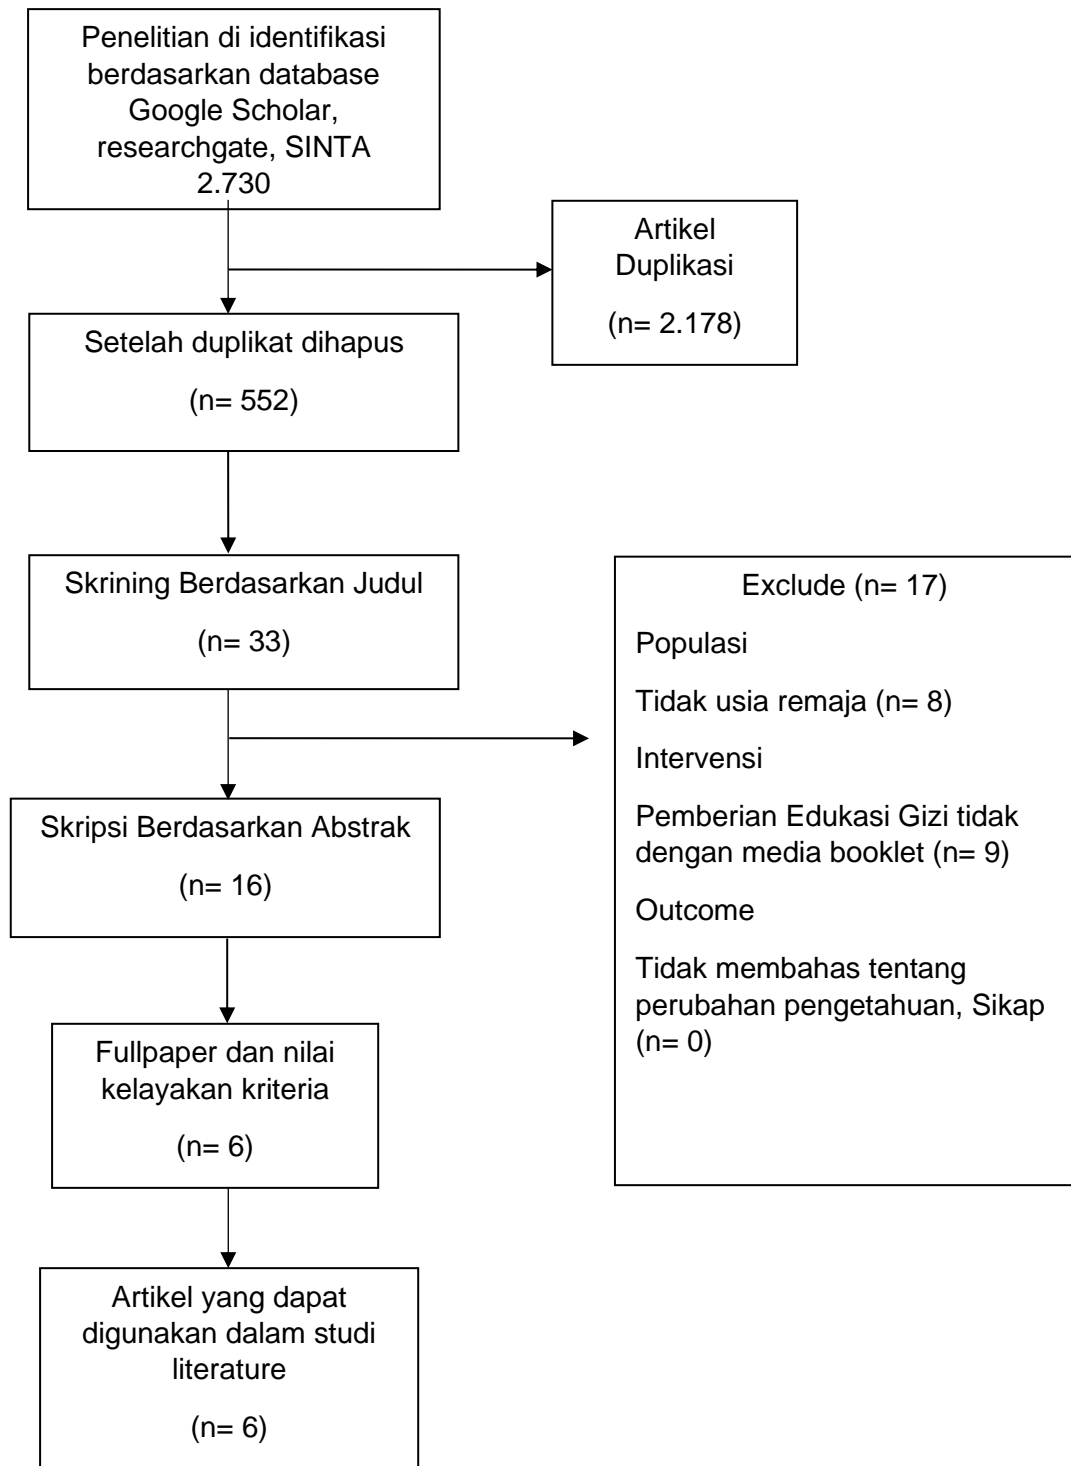 Penelitian di identifikasi
berdasarkan database
Google Scholar,
researchgate, SINTA
2.730
Artikel
Duplikasi
(n= 2.178)
Setelah duplikat dihapus
(n= 552)
Skrining Berdasarkan Judul
(n= 33)
Exclude (n= 17)
Populasi
Tidak usia remaja (n= 8)
Intervensi
Pemberian Edukasi Gizi tidak
dengan media booklet (n= 9)
Outcome
Tidak membahas tentang
perubahan pengetahuan, Sikap
(n= 0)
Skripsi Berdasarkan Abstrak
(n= 16)
Fullpaper dan nilai
kelayakan kriteria
(n= 6)
Artikel yang dapat
digunakan dalam studi
literature
(n= 6)